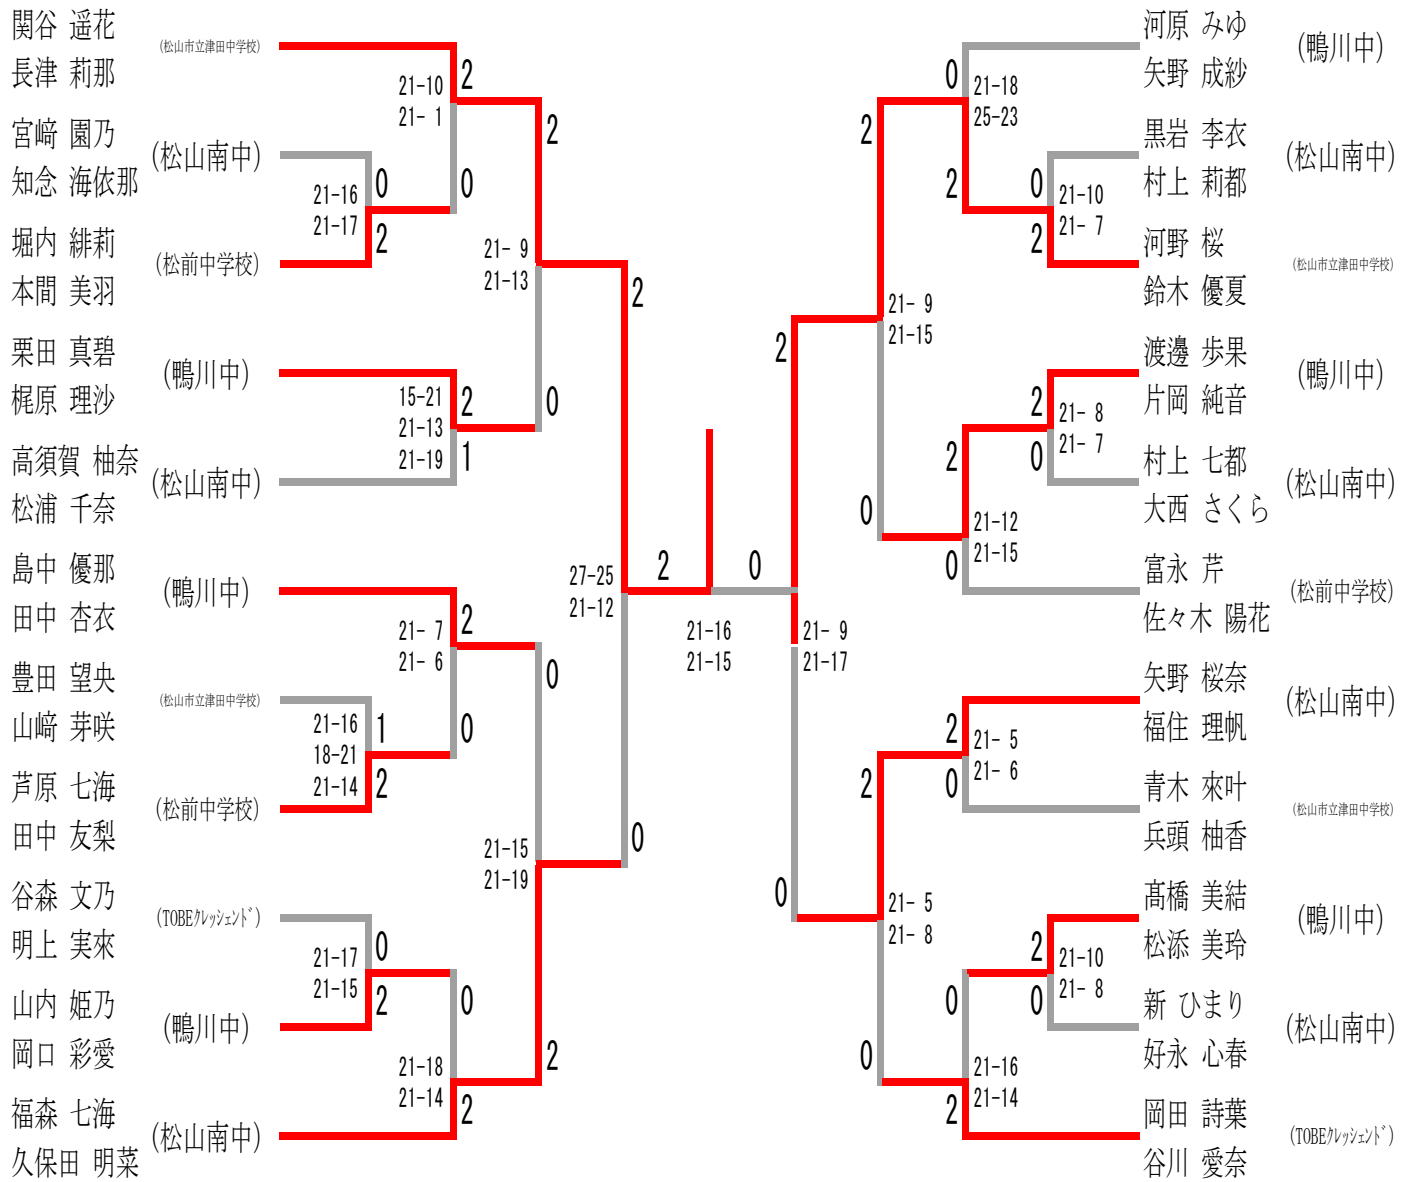 関谷 遥花
長津 莉那
(松山市立津田中学校)
宮﨑 園乃
知念 海依那
(松山南中)
堀内 緋莉
本間 美羽
(松前中学校)
栗田 真碧
梶原 理沙
(鴨川中)
高須賀 柚奈
松浦 千奈
(松山南中)
島中 優那
田中 杏衣
(鴨川中)
豊田 望央
山﨑 芽咲
(松山市立津田中学校)
芦原 七海
田中 友梨
(松前中学校)
谷森 文乃
明上 実來
(TOBEクレッシェンド)
山内 姫乃
岡口 彩愛
(鴨川中)
福森 七海
久保田 明菜
(松山南中)
21-16
21-17
0
2
21-16
18-21
21-14
1
2
21-17
21-15
0
2
21-10
21- 1
2
0
15-21
21-13
21-19
2
1
21- 7
21- 6
2
0
21-18
21-14
0
2
21- 9
21-13
2
0
21-15
21-19
0
2
27-25
21-12
2
0
2
0
21-16
21-15
21- 9
21-17
2
0
21- 9
21-15
2
0
21- 5
21- 8
2
0
21-18
25-23
0
2
21-12
21-15
2
0
21- 5
21- 6
2
0
21-16
21-14
0
2
21-10
21- 7
0
2
21- 8
21- 7
2
0
21-10
21- 8
2
0
河原 みゆ
矢野 成紗
(鴨川中)
黒岩 李衣
村上 莉都
(松山南中)
河野 桜
鈴木 優夏
(松山市立津田中学校)
渡邊 歩果
片岡 純音
(鴨川中)
村上 七都
大西 さくら
(松山南中)
富永 芹
佐々木 陽花
(松前中学校)
矢野 桜奈
福住 理帆
(松山南中)
青木 來叶
兵頭 柚香
(松山市立津田中学校)
髙橋 美結
松添 美玲
(鴨川中)
新 ひまり
好永 心春
(松山南中)
岡田 詩葉
谷川 愛奈
(TOBEクレッシェンド)